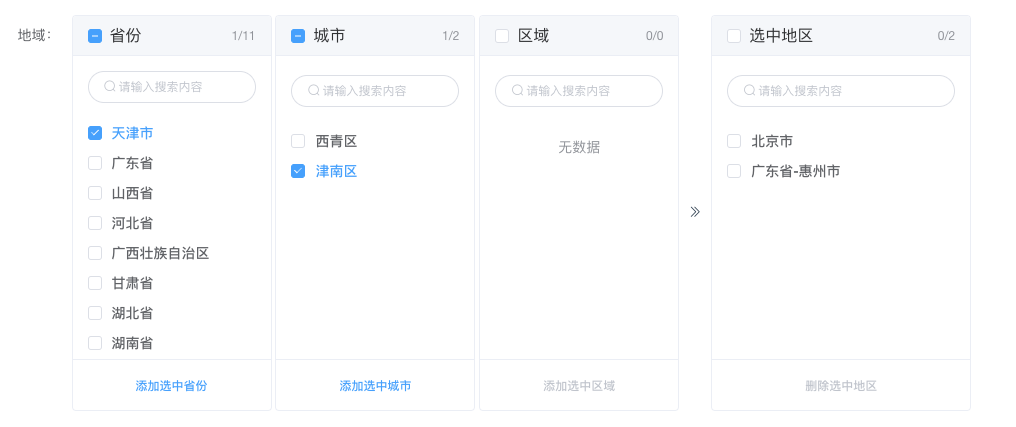 地域：
省份 1/11
请输入搜索内容
天津市
广东省
山西省
河北省
广西壮族自治区
甘肃省
湖北省
湖南省
添加选中省份
城市 1/2
请输入搜索内容
西青区
津南区
添加选中城市
区域 0/0
请输入搜索内容
无数据
添加选中区域
选中地区 0/2
请输入搜索内容
北京市
广东省-惠州市
删除选中地区